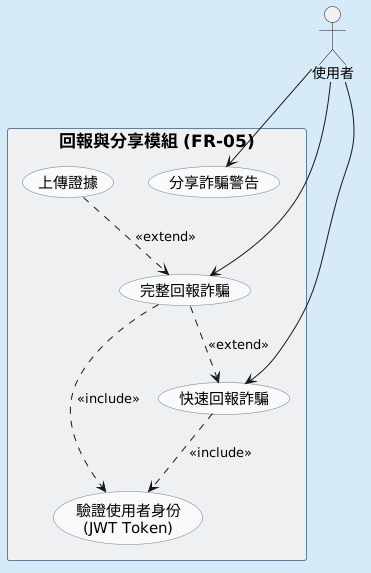 使用者
回報與分享模組 (FR-05)
上傳證據
分享詐騙警告
«extend»
完整回報詐騙
«extend»
«include»
快速回報詐騙
«include»
驗證使用者身份
(JWT Token)